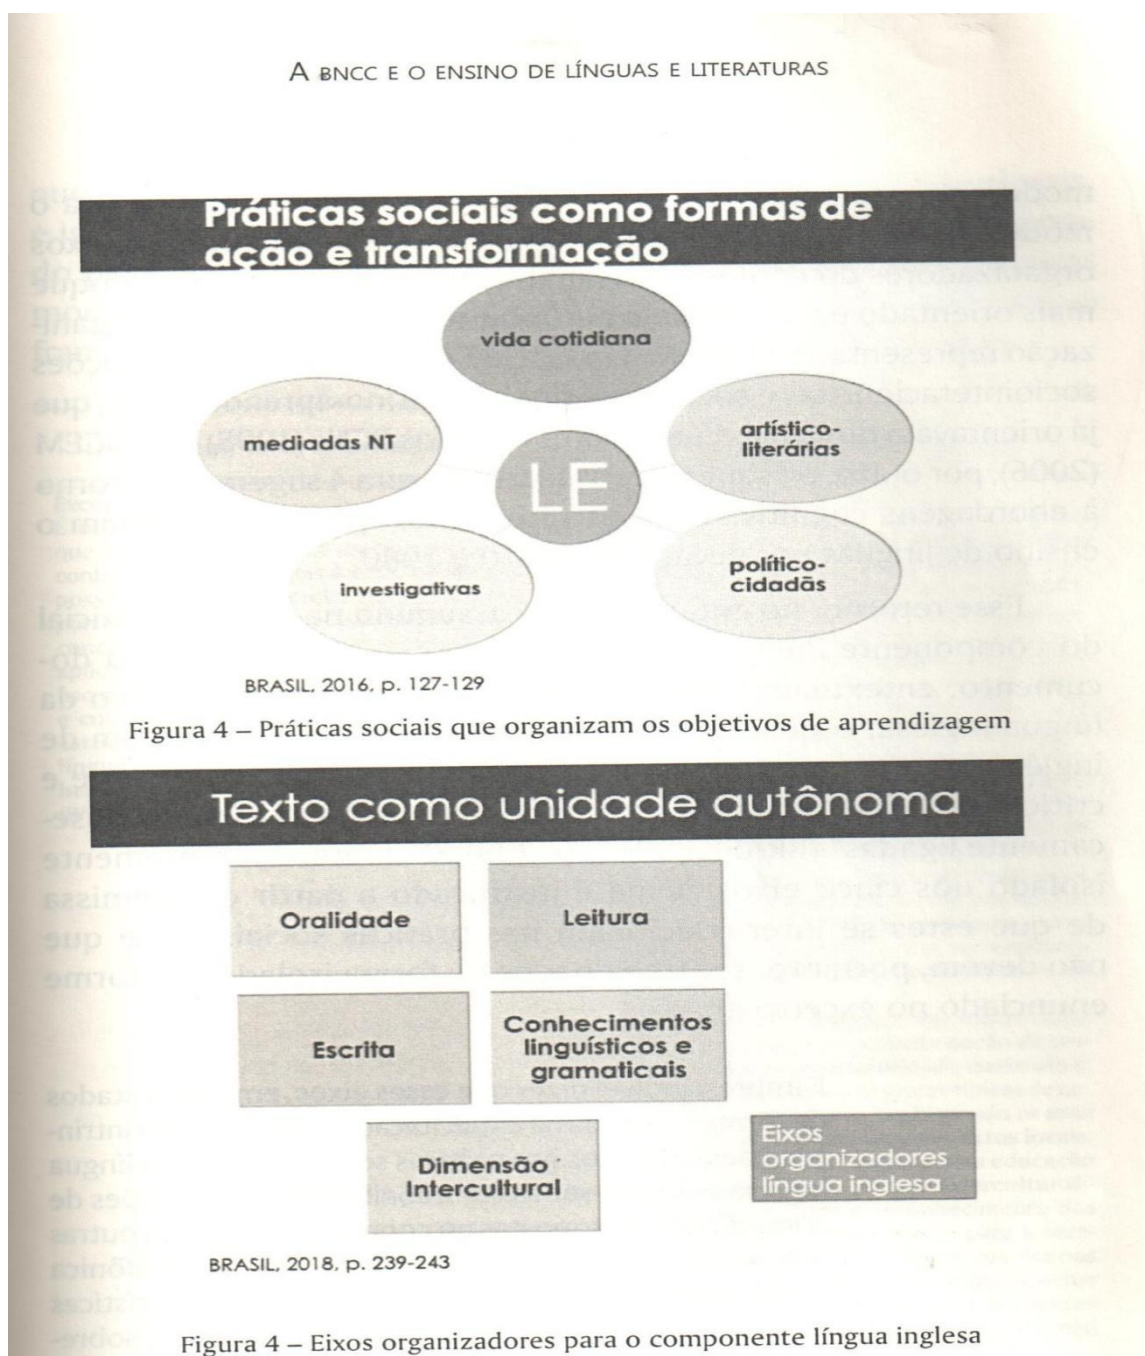 A BNCC E O ENSINO DE LÍNGUAS E LITERATURAS
Práticas sociais como formas de
ação e transformação
vida cotidiana
mediadas NT
artístico-
literárias
LE
investigativas
político-
cidadãs
BRASIL, 2016, p. 127-129
Figura 4 – Práticas sociais que organizam os objetivos de aprendizagem
Texto como unidade autônoma
Oralidade
Leitura
Escrita
Conhecimentos
linguísticos e
gramaticais
Dimensão
Intercultural
Eixos
organizadores
língua inglesa
BRASIL, 2018, p. 239-243
Figura 4 – Eixos organizadores para o componente língua inglesa